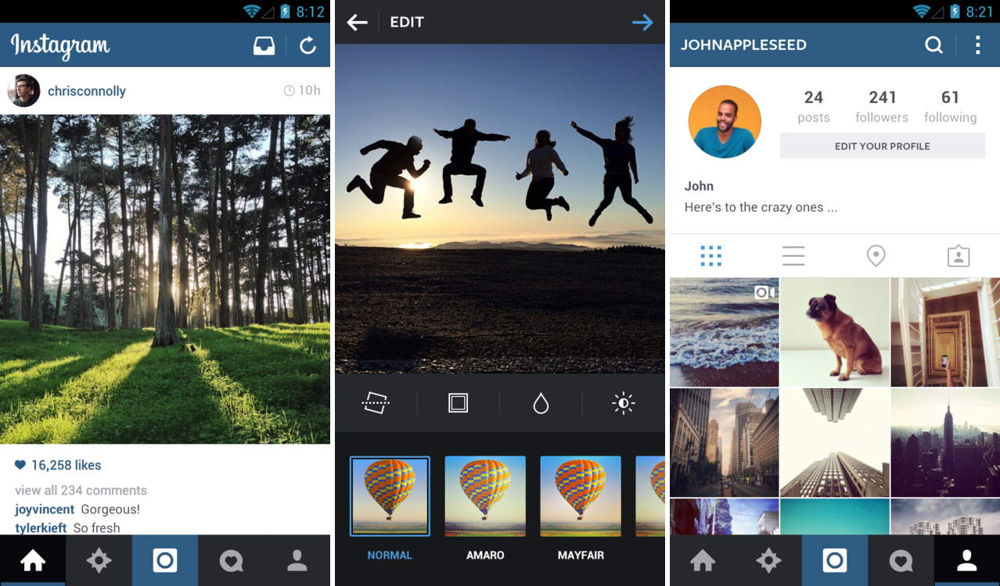 8:12
Instagram
chrisconnolly
10h
16,258 likes
view all 234 comments
joyvincent Gorgeous!
tylerkieft So fresh
EDIT
NORMAL
AMARO
MAYFAIR
8:21
JOHNAPPLESEED
24 241 61
posts followers following
EDIT YOUR PROFILE
John
Here's to the crazy ones ...